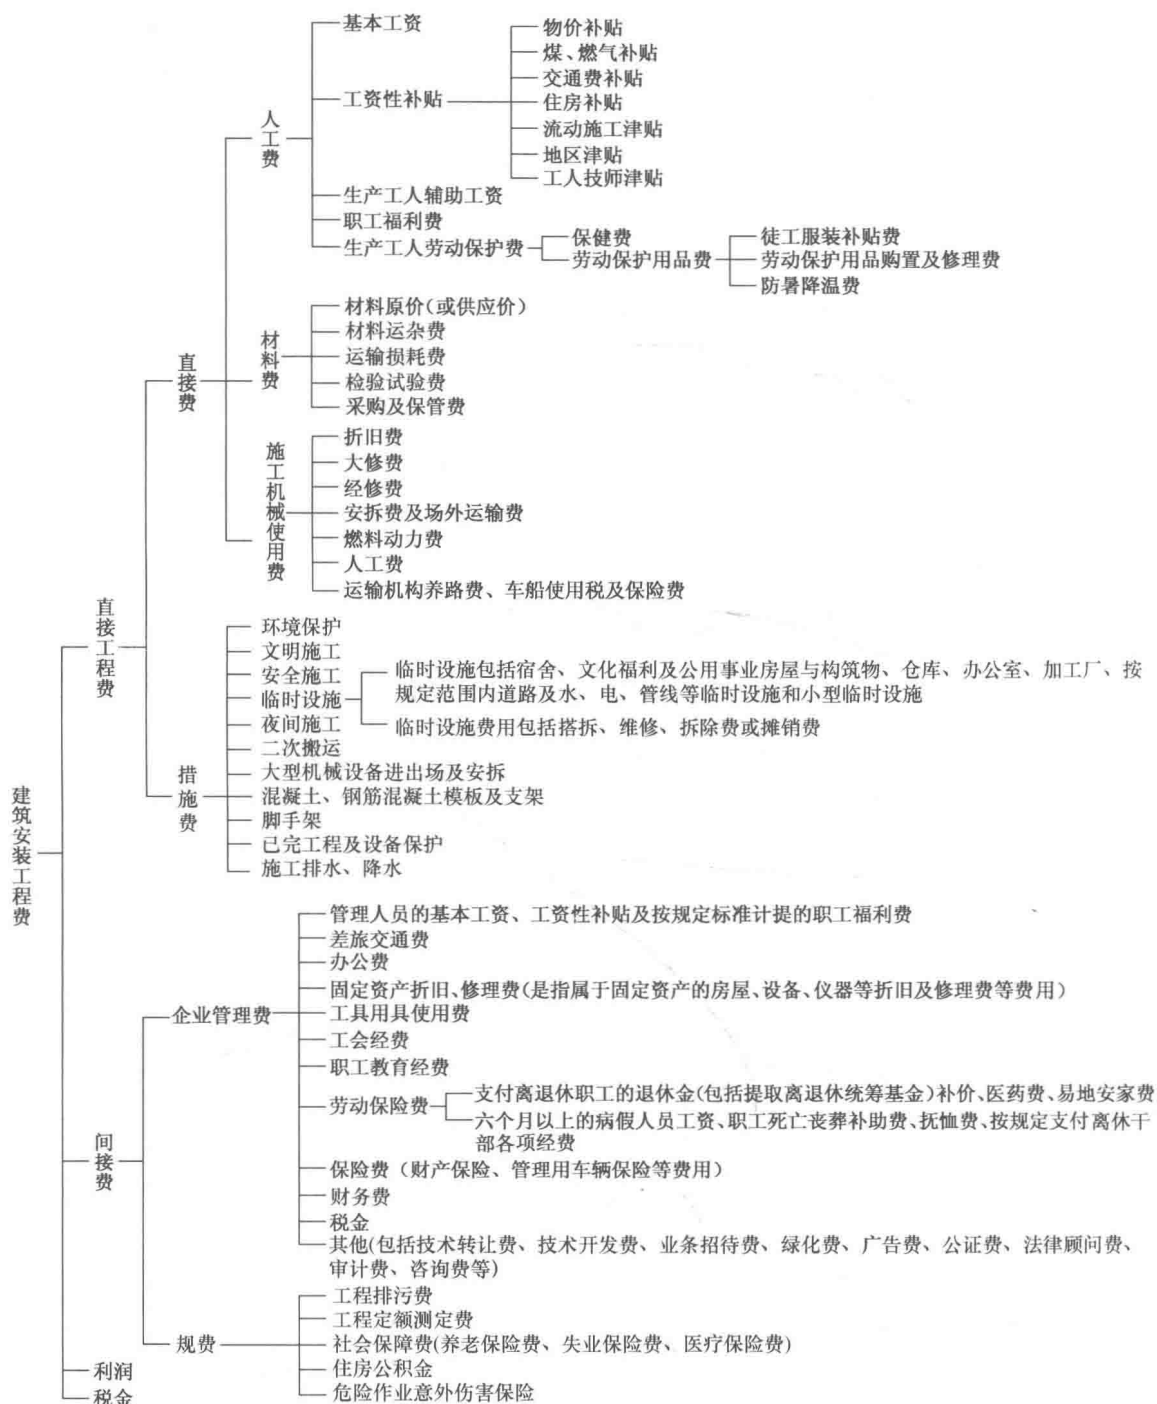 基本工资
物价补贴
煤、燃气补贴
交通费补贴
工资性补贴
住房补贴
流动施工津贴
地区津贴
工人技师津贴
人工费
生产工人辅助工资
职工福利费
生产工人劳动保护费
保健费
劳动保护用品费
徒工服装补贴费
劳动保护用品购置及修理费
防暑降温费
直接费
材料费
材料原价(或供应价)
材料运杂费
运输损耗费
检验试验费
采购及保管费
施工机械使用费
折旧费
大修费
经修费
安拆费及场外运输费
燃料动力费
人工费
运输机构养路费、车船使用税及保险费
直接工程费
措施费
环境保护
文明施工
安全施工
临时设施
临时设施包括宿舍、文化福利及公用事业房屋与构筑物、仓库、办公室、加工厂、按
规定范围内道路及水、电、管线等临时设施和小型临时设施
临时设施费用包括搭拆、维修、拆除费或摊销费
夜间施工
二次搬运
大型机械设备进出场及安拆
混凝土、钢筋混凝土模板及支架
脚手架
已完工程及设备保护
施工排水、降水
建筑安装工程费
间接费
企业管理费
管理人员的基本工资、工资性补贴及按规定标准计提的职工福利费
差旅交通费
办公费
固定资产折旧、修理费(是指属于固定资产的房屋、设备、仪器等折旧及修理费等费用)
工具用具使用费
工会经费
职工教育经费
劳动保险费
支付离退休职工的退休金(包括提取离退休统筹基金)补价、医药费、易地安家费
六个月以上的病假人员工资、职工死亡丧葬补助费、抚恤费、按规定支付离休干
部各项经费
保险费（财产保险、管理用车辆保险等费用）
财务费
税金
其他(包括技术转让费、技术开发费、业条招待费、绿化费、广告费、公证费、法律顾问费、
审计费、咨询费等)
规费
工程排污费
工程定额测定费
社会保障费(养老保险费、失业保险费、医疗保险费)
住房公积金
危险作业意外伤害保险
利润
税金